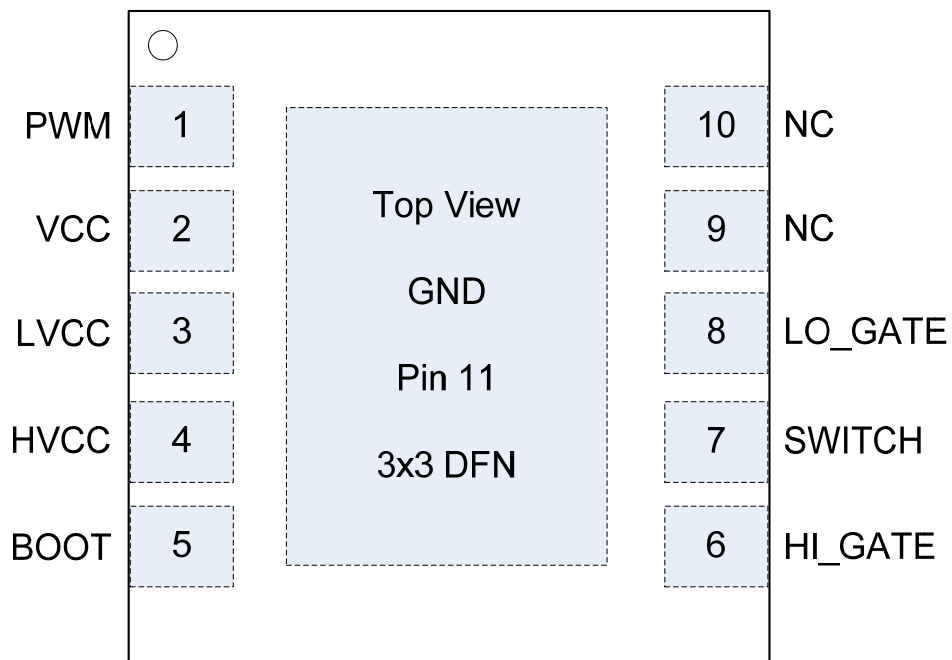 PWM 1 10 NC
VCC 2 9 NC
LVCC 3 8 LO_GATE
HVCC 4 7 SWITCH
BOOT 5 6 HI_GATE
Top View
GND
Pin 11
3x3 DFN